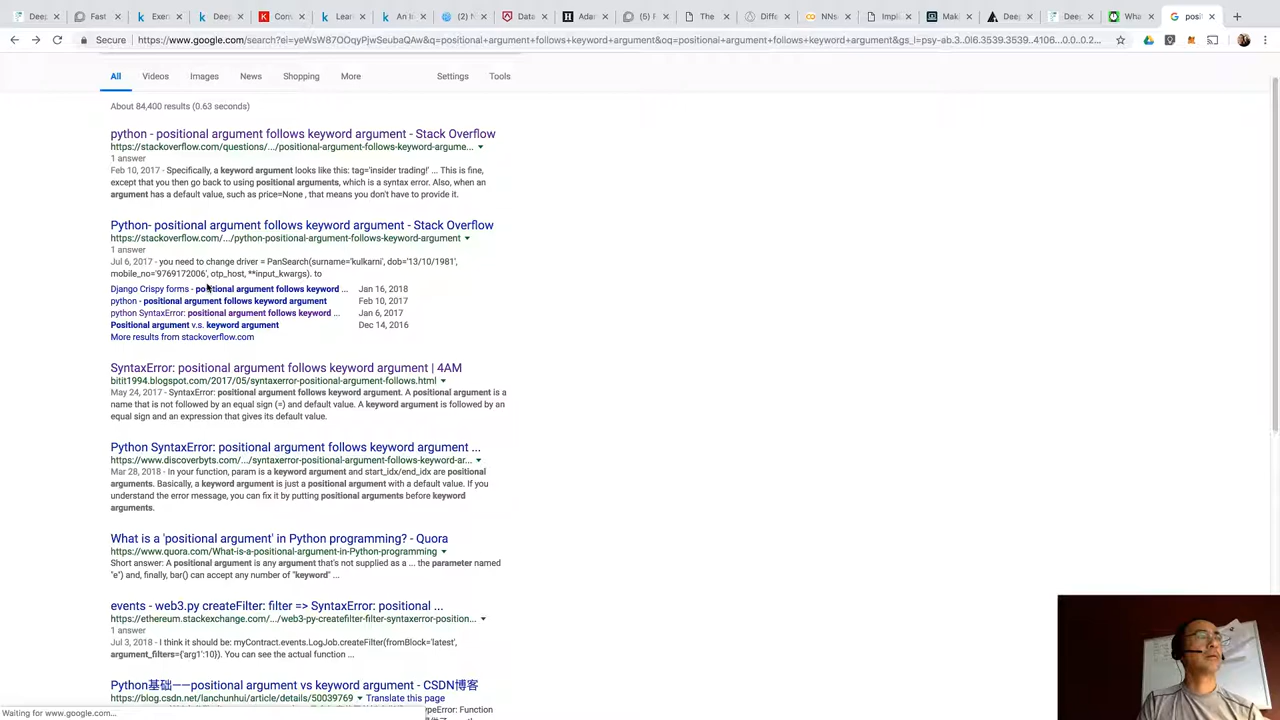 Deep
Fast
Exer
Deep
Con
Lear
An I
(2) N
Data
Adar
(5) F
The
Diffe
NNs
Impl
Mak
Deep
Deep
Wha
posi
Secure
https://www.google.com/search?ei=yeWsW87OOqyPjwSeubaQAw&q=positional+argument+follows+keyword+argument&oq=positional+argument+follows+keyword+argument&gs_l=psy-ab.3..0l6.3539.3539..4106...0.0..0.2...
All Videos Images News Shopping More Settings Tools
About 84,400 results (0.63 seconds)
python - positional argument follows keyword argument - Stack Overflow
https://stackoverflow.com/questions/.../positional-argument-follows-keyword-argume...
1 answer
Feb 10, 2017 - Specifically, a keyword argument looks like this: tag='insider trading!' ... This is fine,
except that you then go back to using positional arguments, which is a syntax error. Also, when an
argument has a default value, such as price=None , that means you don't have to provide it.
Python- positional argument follows keyword argument - Stack Overflow
https://stackoverflow.com/.../python-positional-argument-follows-keyword-argument
1 answer
Jul 6, 2017 - you need to change driver = PanSearch(surname='kulkarni', dob='13/10/1981',
mobile_no='9769172006', otp_host, **input_kwargs). to
Django Crispy forms - positional argument follows keyword ... Jan 16, 2018
python - positional argument follows keyword argument Feb 10, 2017
python SyntaxError: positional argument follows keyword ... Jan 6, 2017
Positional argument v.s. keyword argument Dec 14, 2016
More results from stackoverflow.com
SyntaxError: positional argument follows keyword argument | 4AM
bitit1994.blogspot.com/2017/05/syntaxerror-positional-argument-follows.html
May 24, 2017 - SyntaxError: positional argument follows keyword argument. A positional argument is a
name that is not followed by an equal sign (=) and default value. A keyword argument is followed by an
equal sign and an expression that gives its default value.
Python SyntaxError: positional argument follows keyword argument ...
https://www.discoverbyts.com/.../syntaxerror-positional-argument-follows-keyword-ar...
Mar 28, 2018 - In your function, param is a keyword argument and start_idx/end_idx are positional
arguments. Basically, a keyword argument is just a positional argument with a default value. If you
understand the error message, you can fix it by putting positional arguments before keyword
arguments.
What is a 'positional argument' in Python programming? - Quora
https://www.quora.com/What-is-a-positional-argument-in-Python-programming
Short answer: A positional argument is any argument that's not supplied as a ... the parameter named
"e") and, finally, bar() can accept any number of "keyword" ...
events - web3.py createFilter: filter => SyntaxError: positional ...
https://ethereum.stackexchange.com/.../web3-py-createfilter-filter-syntaxerror-position...
1 answer
Jul 3, 2018 - I think it should be: myContract.events.LogJob.createFilter(fromBlock='latest',
argument_filters={'arg1':10}). You can see the actual function ...
Python基础——positional argument vs keyword argument - CSDN博客
https://blog.csdn.net/lanchunhui/article/details/50039769 Translate this page
ypeError: Function
Waiting for www.google.com...